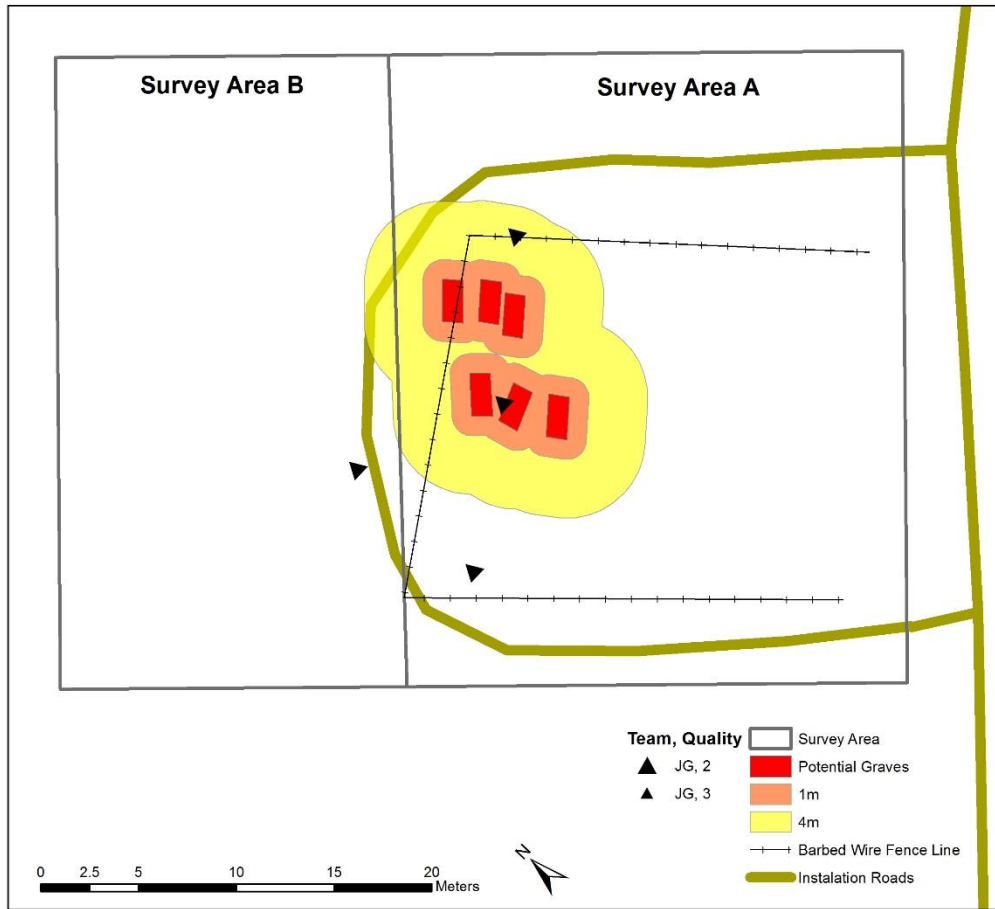 Survey Area B
Survey Area A
Team, Quality
JG, 2
JG, 3
Survey Area
Potential Graves
1m
4m
Barbed Wire Fence Line
Instalation Roads
0 2.5 5 10 15 20
Meters
N